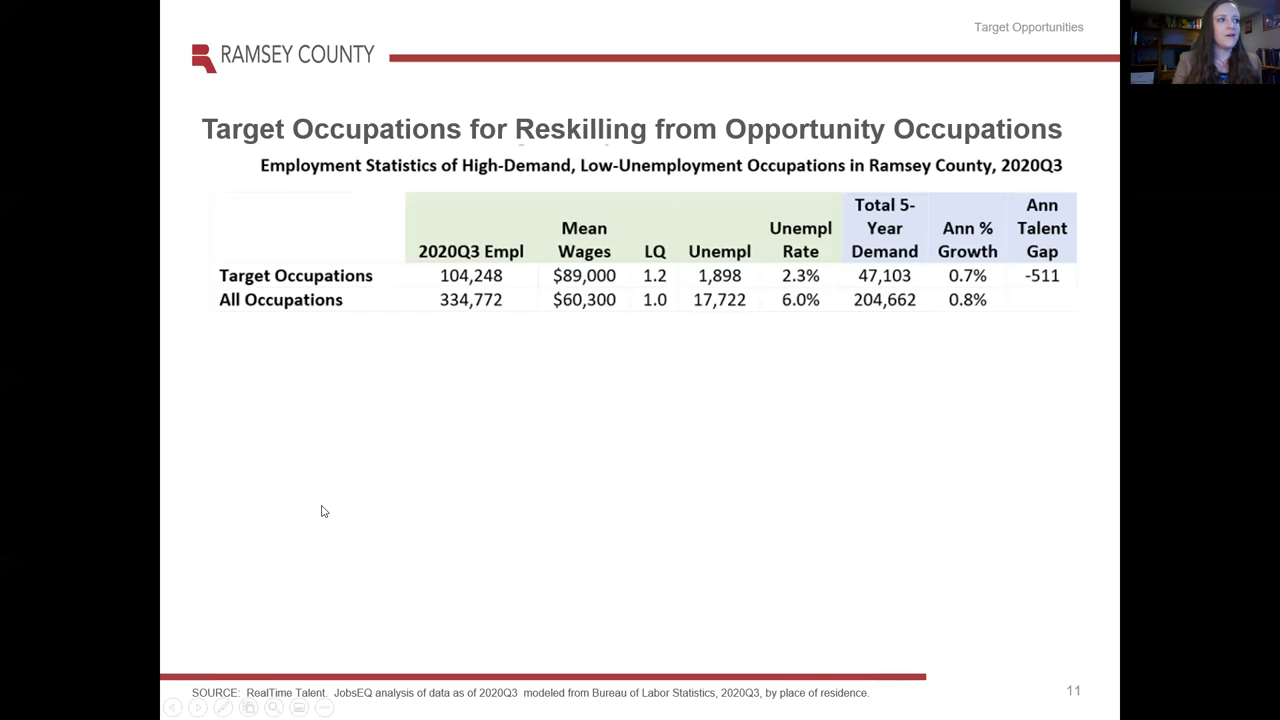 Target Opportunities
RAMSEY COUNTY
Target Occupations for Reskilling from Opportunity Occupations
Employment Statistics of High-Demand, Low-Unemployment Occupations in Ramsey County, 2020Q3
2020Q3 Empl Mean Wages LQ Unempl Unempl Rate Total 5-Year Demand Ann % Growth Ann Talent Gap
Target Occupations 104,248 $89,000 1.2 1,898 2.3% 47,103 0.7% -511
All Occupations 334,772 $60,300 1.0 17,722 6.0% 204,662 0.8%
SOURCE: RealTime Talent. JobsEQ analysis of data as of 2020Q3 modeled from Bureau of Labor Statistics, 2020Q3, by place of residence.
11